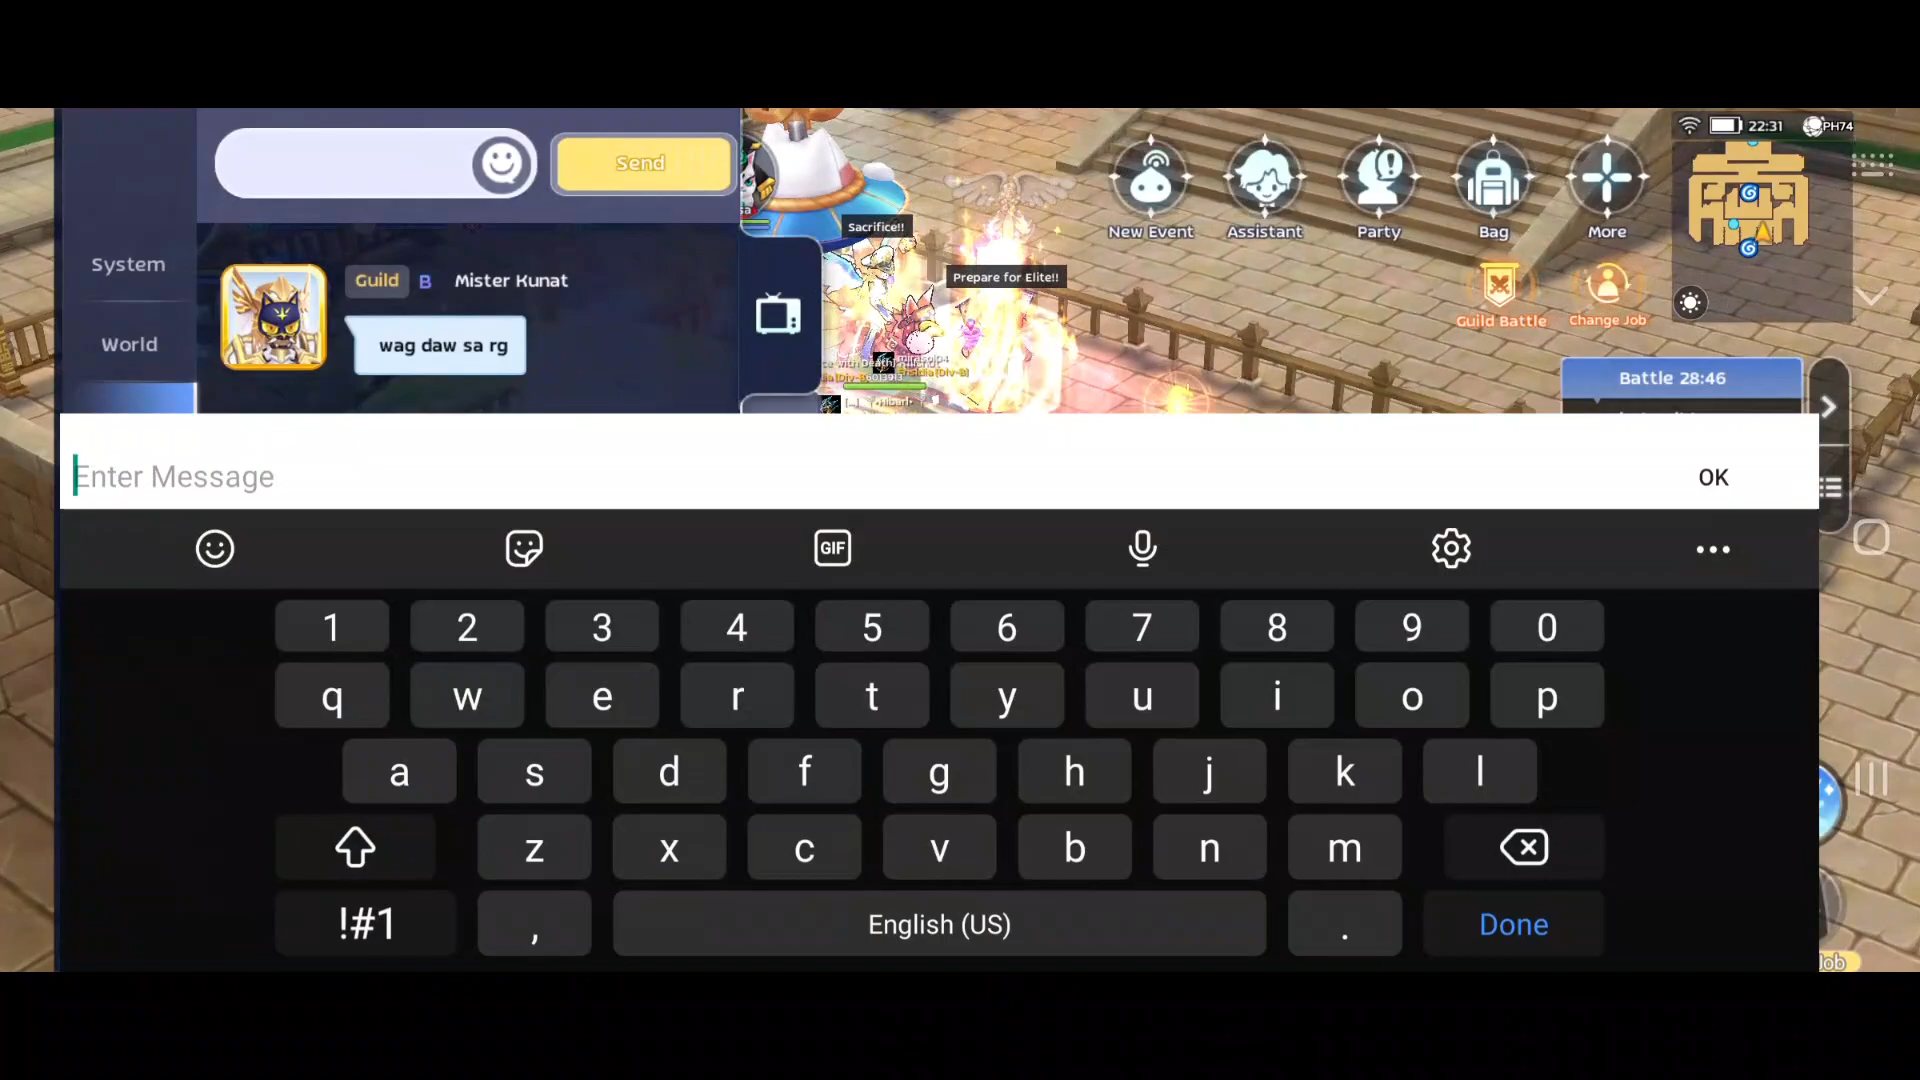 22:31
PH74
Send
Sacrifice!!
New Event
Assistant
Party
Bag
More
System
Guild B Mister Kunat
Prepare for Elite!!
Guild Battle
Change Job
World
wag daw sa rg
Battle 28:46
Enter Message
OK
GIF
1 2 3 4 5 6 7 8 9 0
q w e r t y u i o p
a s d f g h j k l
z x c v b n m
!#1 , English (US) . Done
Job